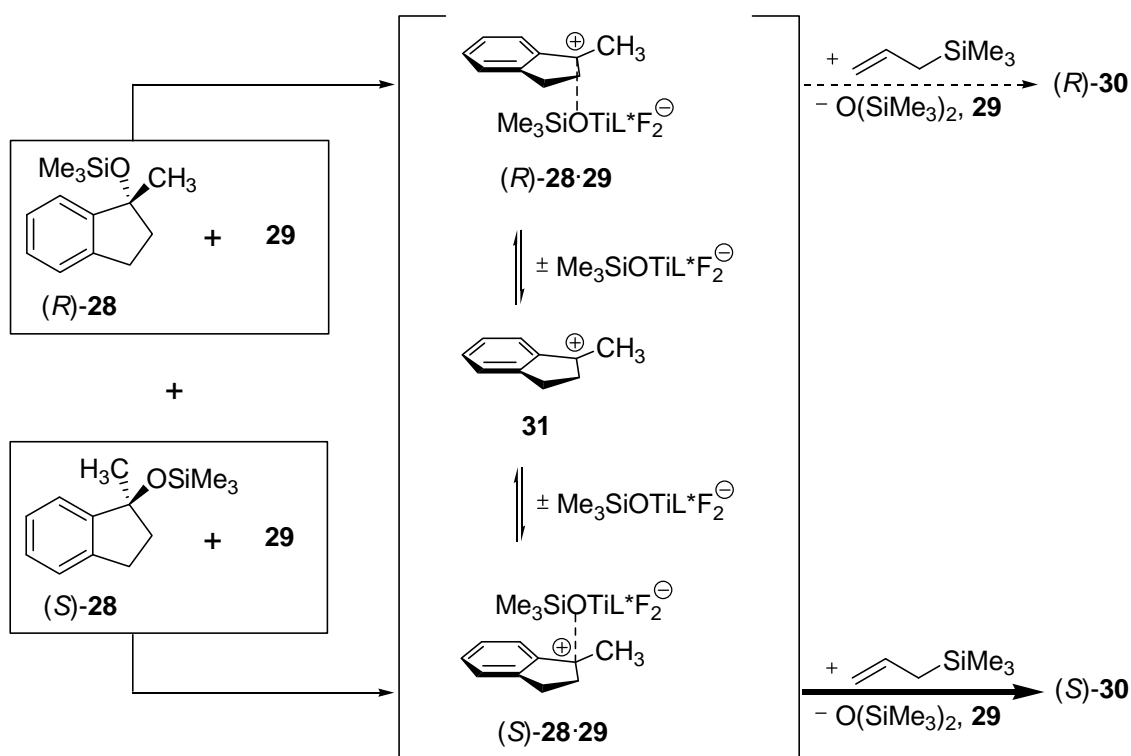 CH3
+
SiMe3
(R)-30
− O(SiMe3)2, 29
Me3SiOTiL*F2⊖
(R)-28·29
Me3SiO
CH3
+ 29
(R)-28
± Me3SiOTiL*F2⊖
⊕
CH3
31
+
± Me3SiOTiL*F2⊖
H3C
OSiMe3
+ 29
(S)-28
Me3SiOTiL*F2⊖
⊕
CH3
(S)-28·29
+
SiMe3
(S)-30
− O(SiMe3)2, 29